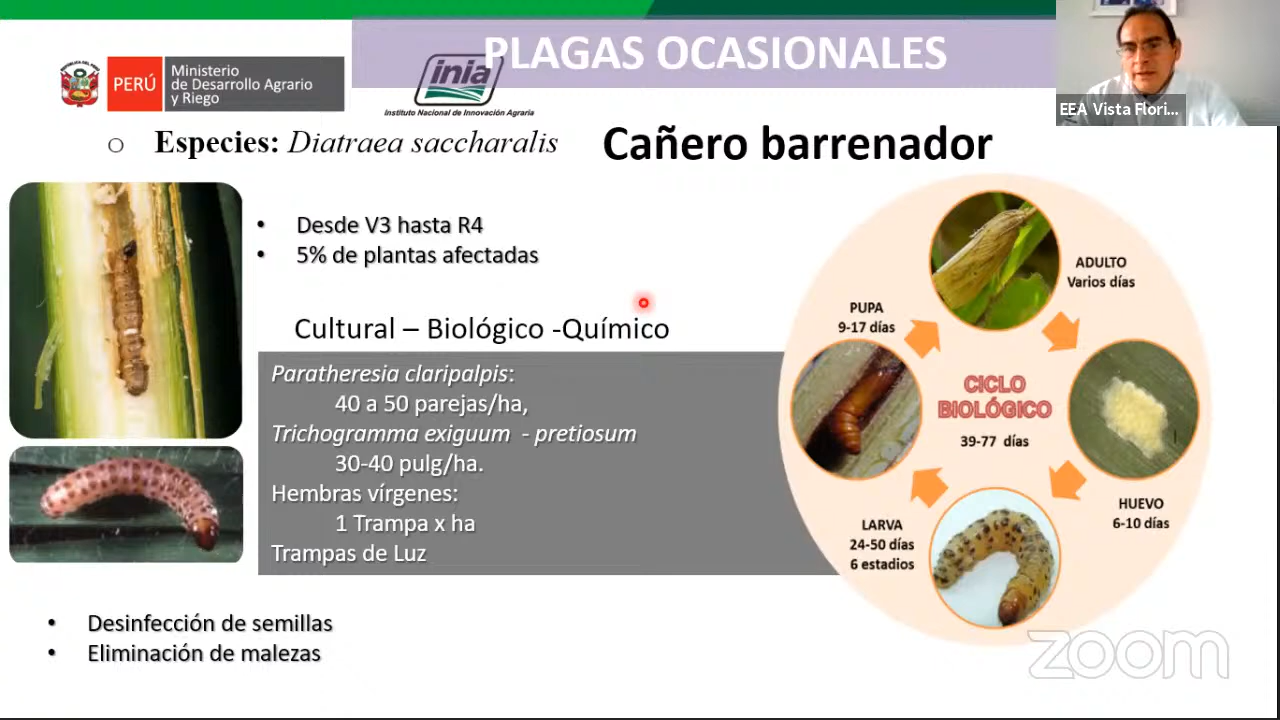 PLAGAS OCASIONALES
PERÚ
Ministerio
de Desarrollo Agrario
y Riego
inia
Instituto Nacional de Innovación Agraria
EEA Vista Flori...
Especies: Diatraea saccharalis
Cañero barrenador
Desde V3 hasta R4
5% de plantas afectadas
Cultural – Biológico -Químico
Paratheresia claripalpis:
40 a 50 parejas/ha,
Trichogramma exiguum - pretiosum
30-40 pulg/ha.
Hembras vírgenes:
1 Trampa x ha
Trampas de Luz
Desinfección de semillas
Eliminación de malezas
ADULTO
Varios días
PUPA
9-17 días
CICLO
BIOLÓGICO
39-77 días
HUEVO
6-10 días
LARVA
24-50 días
6 estadios
zoom